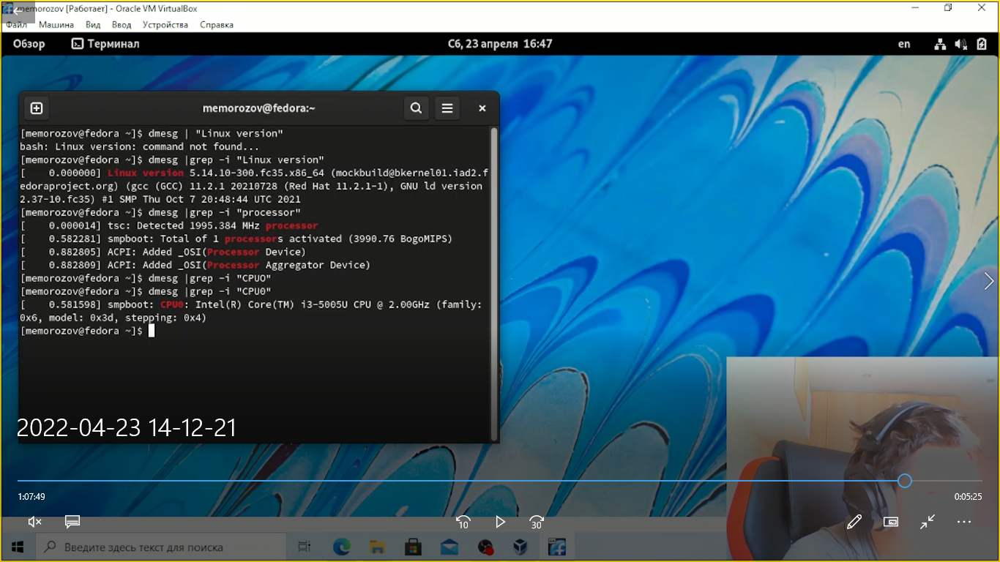 memorozov [Работает] - Oracle VM VirtualBox
Файл Машина Вид Ввод Устройства Справка
Обзор Терминал Сб, 23 апреля 16:47 en
memorozov@fedora:~
[memorozov@fedora ~]$ dmesg | "Linux version"
bash: Linux version: command not found...
[memorozov@fedora ~]$ dmesg |grep -i "Linux version"
[    0.000000] Linux version 5.14.10-300.fc35.x86_64 (mockbuild@bkernel01.iad2.f
edoraproject.org) (gcc (GCC) 11.2.1 20210728 (Red Hat 11.2.1-1), GNU ld version
2.37-10.fc35) #1 SMP Thu Oct 7 20:48:44 UTC 2021
[memorozov@fedora ~]$ dmesg |grep -i "processor"
[    0.000014] tsc: Detected 1995.384 MHz processor
[    0.582281] smpboot: Total of 1 processors activated (3990.76 BogoMIPS)
[    0.882805] ACPI: Added _OSI(Processor Device)
[    0.882809] ACPI: Added _OSI(Processor Aggregator Device)
[memorozov@fedora ~]$ dmesg |grep -i "CPUO"
[memorozov@fedora ~]$ dmesg |grep -i "CPU0"
[    0.581598] smpboot: CPU0: Intel(R) Core(TM) i3-5005U CPU @ 2.00GHz (family:
0x6, model: 0x3d, stepping: 0x4)
[memorozov@fedora ~]$
2022-04-23 14-12-21
1:07:49 0:05:25
10 30
Введите здесь текст для поиска